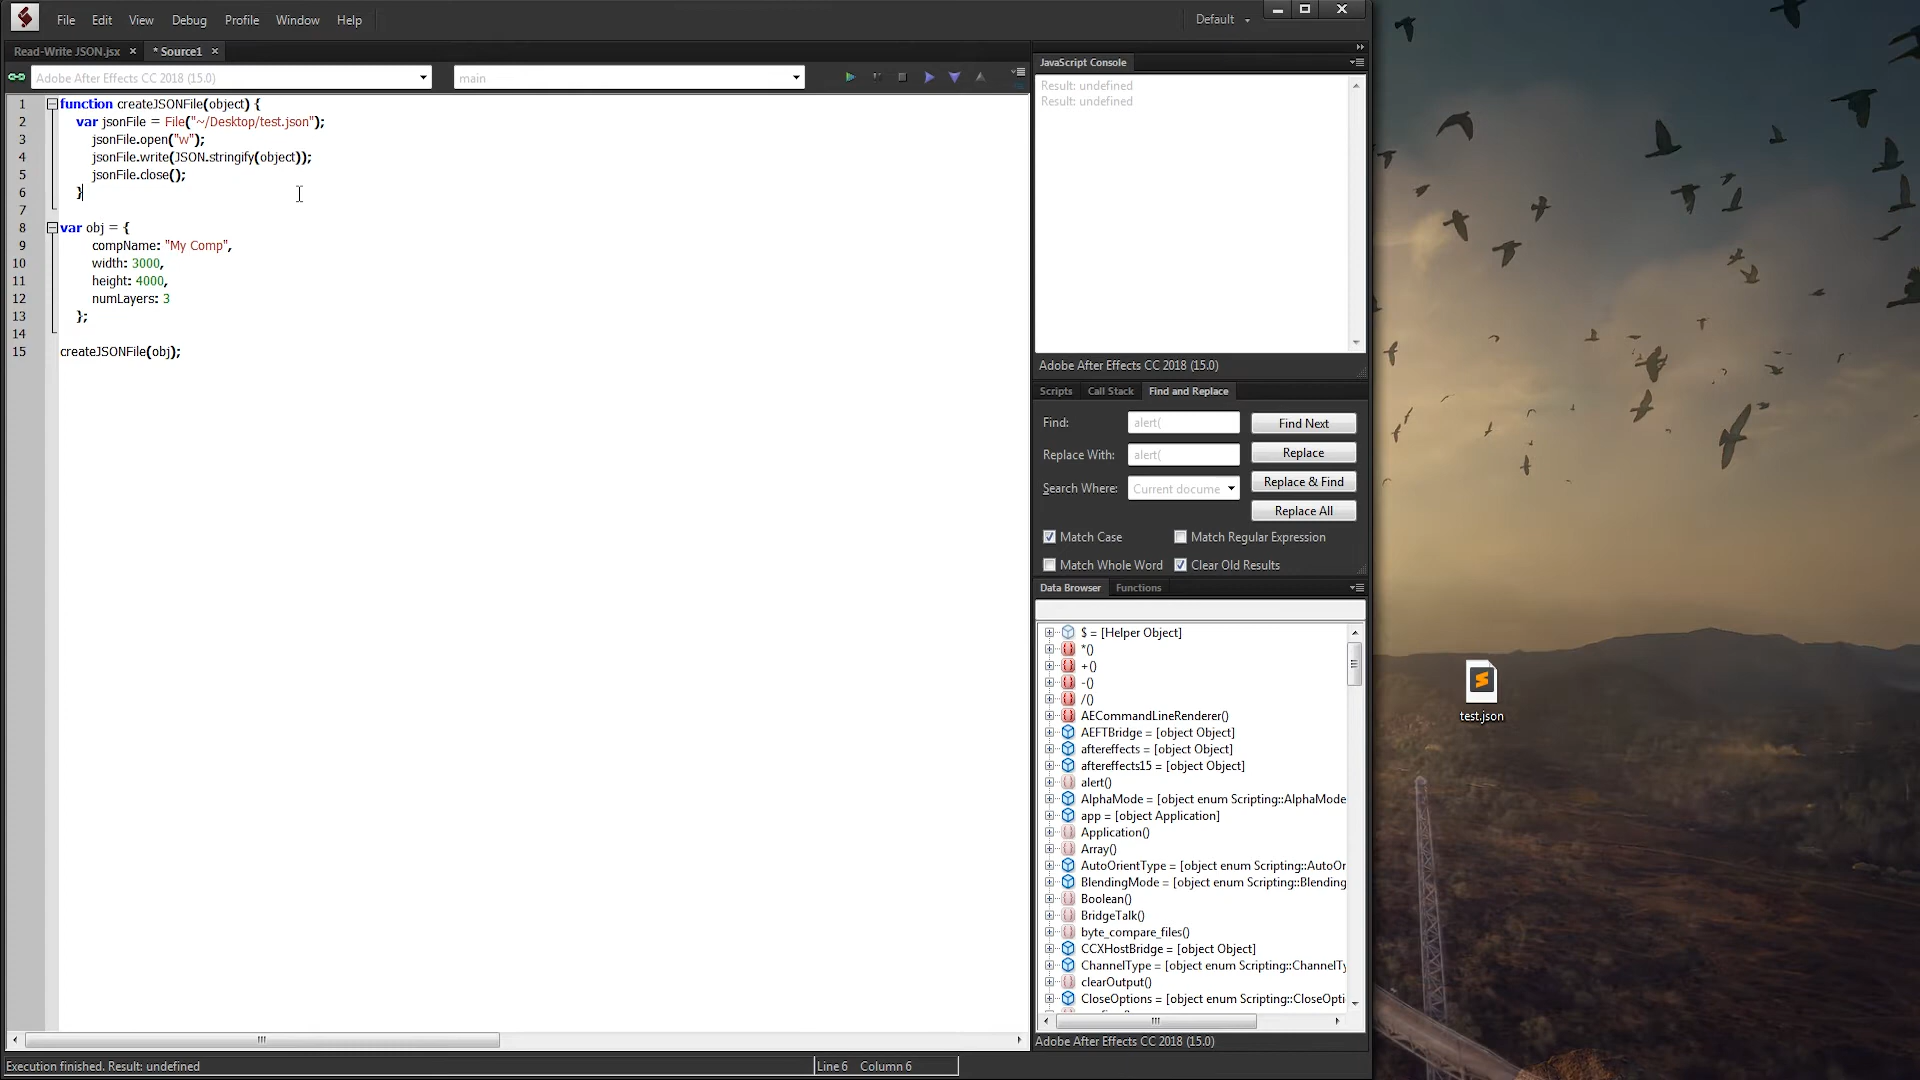 File Edit View Debug Profile Window Help Default
Read-Write JSON.jsx * Source1
Adobe After Effects CC 2018 (15.0) main
1 function createJSONFile(object) {
2 var jsonFile = File("~/Desktop/test.json");
3 jsonFile.open("w");
4 jsonFile.write(JSON.stringify(object));
5 jsonFile.close();
6 }
7
8 var obj = {
9 compName: "My Comp",
10 width: 3000,
11 height: 4000,
12 numLayers: 3
13 };
14
15 createJSONFile(obj);
Execution finished. Result: undefined Line 6 Column 6
JavaScript Console
Result: undefined
Result: undefined
Adobe After Effects CC 2018 (15.0)
Scripts Call Stack Find and Replace
Find: alert( Find Next
Replace With: alert( Replace
Search Where: Current docume Replace & Find
Replace All
Match Case Match Regular Expression
Match Whole Word Clear Old Results
Data Browser Functions
$ = [Helper Object]
*()
+()
-()
/()
AECommandLineRenderer()
AEFTBridge = [object Object]
aftereffects = [object Object]
aftereffects15 = [object Object]
alert()
AlphaMode = [object enum Scripting::AlphaMode
app = [object Application]
Application()
Array()
AutoOrientType = [object enum Scripting::AutoOr
BlendingMode = [object enum Scripting::Blending
Boolean()
BridgeTalk()
byte_compare_files()
CCXHostBridge = [object Object]
ChannelType = [object enum Scripting::ChannelTy
clearOutput()
CloseOptions = [object enum Scripting::CloseOpti
Adobe After Effects CC 2018 (15.0)
test.json